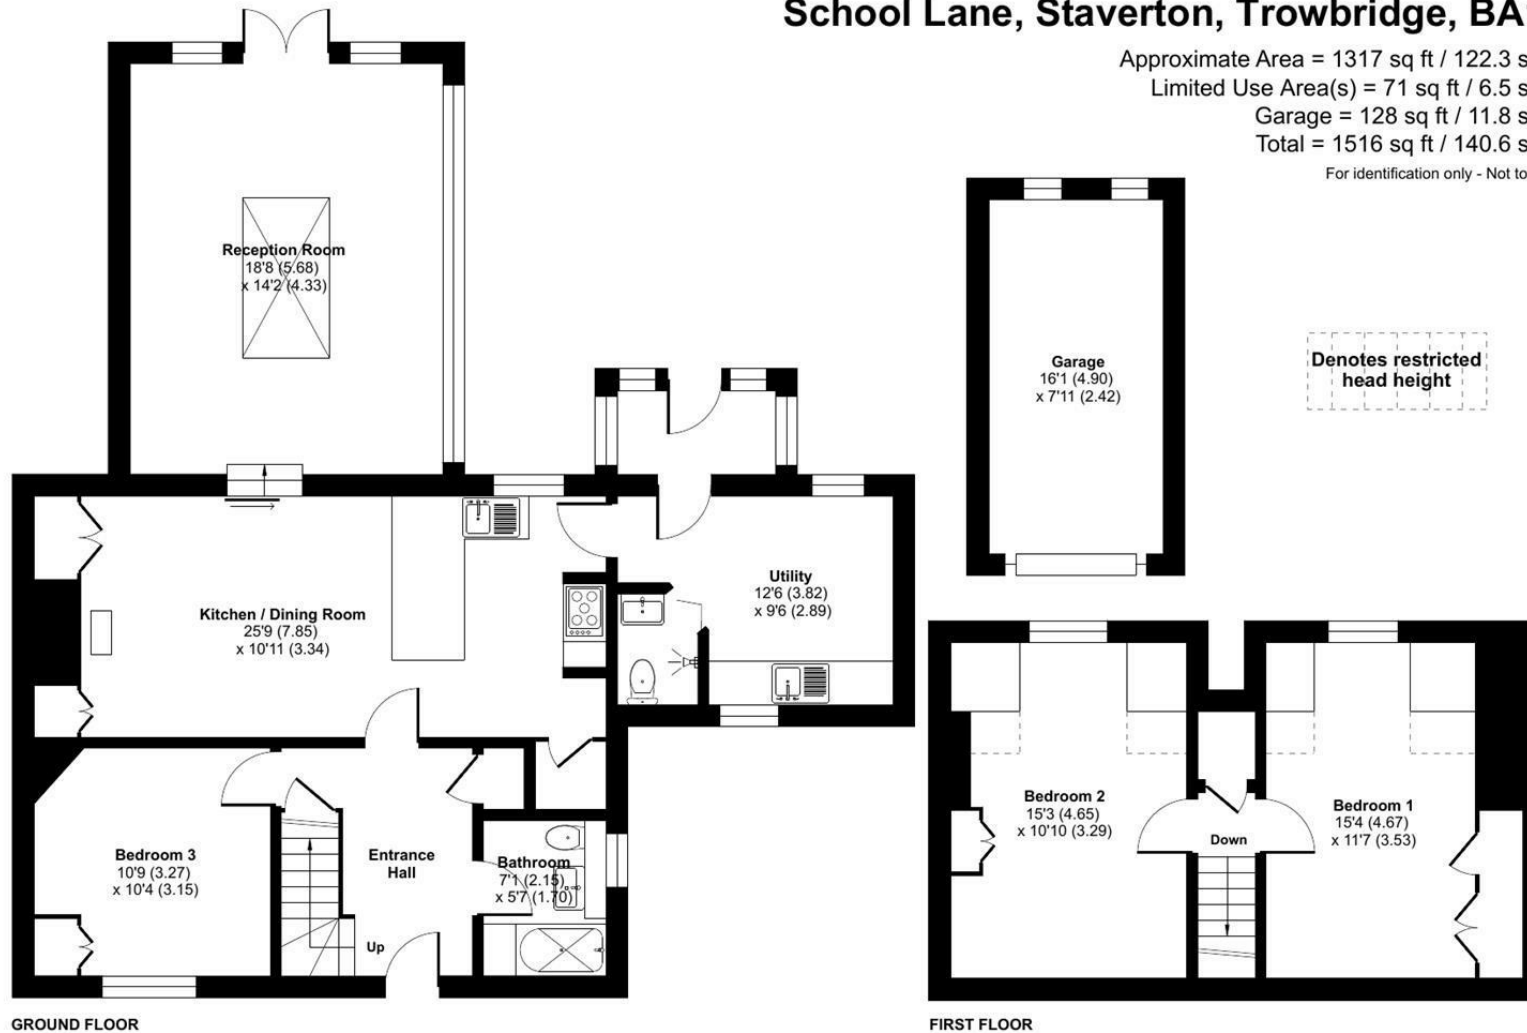 School Lane, Staverton, Trowbridge, BA
Approximate Area = 1317 sq ft / 122.3 s
Limited Use Area(s) = 71 sq ft / 6.5 s
Garage = 128 sq ft / 11.8 s
Total = 1516 sq ft / 140.6 s
For identification only - Not to
Reception Room
18'8 (5.68)
x 14'2 (4.33)
Garage
16'1 (4.90)
x 7'11 (2.42)
Denotes restricted
head height
Kitchen / Dining Room
25'9 (7.85)
x 10'11 (3.34)
Utility
12'6 (3.82)
x 9'6 (2.89)
Bedroom 3
10'9 (3.27)
x 10'4 (3.15)
Entrance
Hall
Bathroom
7'1 (2.15)
x 5'7 (1.70)
Up
Bedroom 2
15'3 (4.65)
x 10'10 (3.29)
Down
Bedroom 1
15'4 (4.67)
x 11'7 (3.53)
GROUND FLOOR
FIRST FLOOR